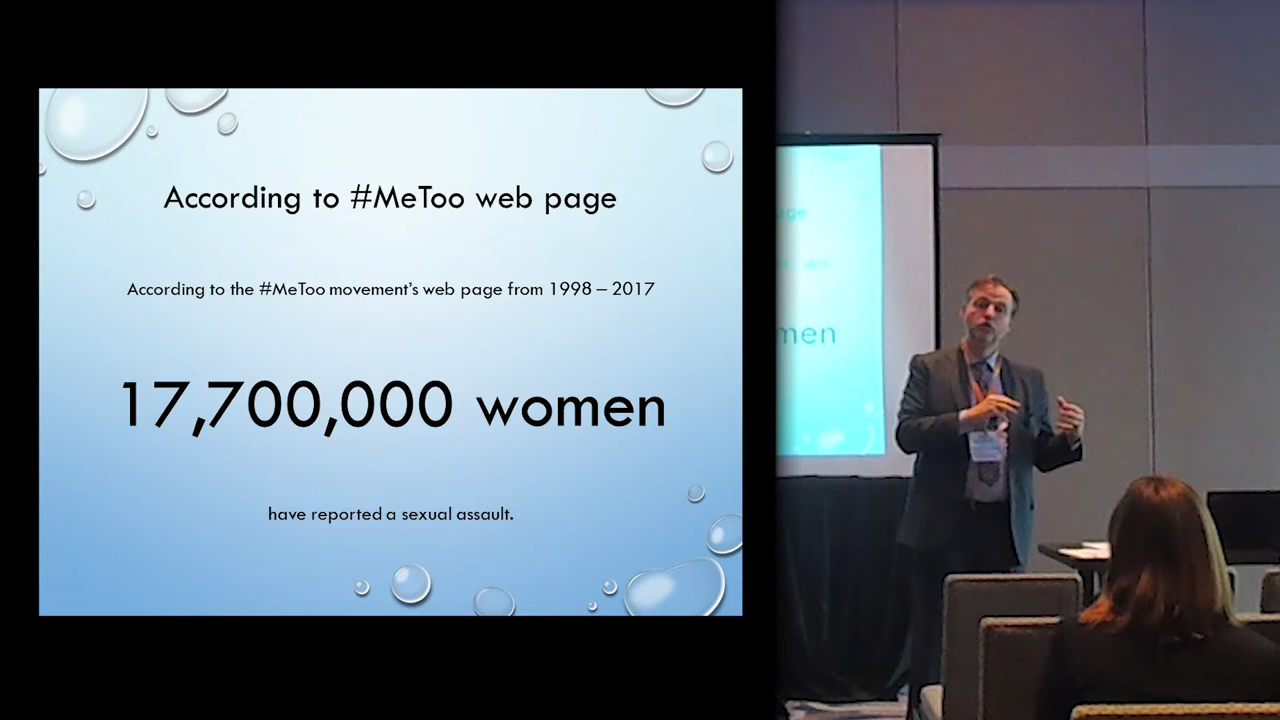 According to #MeToo web page
According to the #MeToo movement's web page from 1998 – 2017
17,700,000 women
have reported a sexual assault.
men